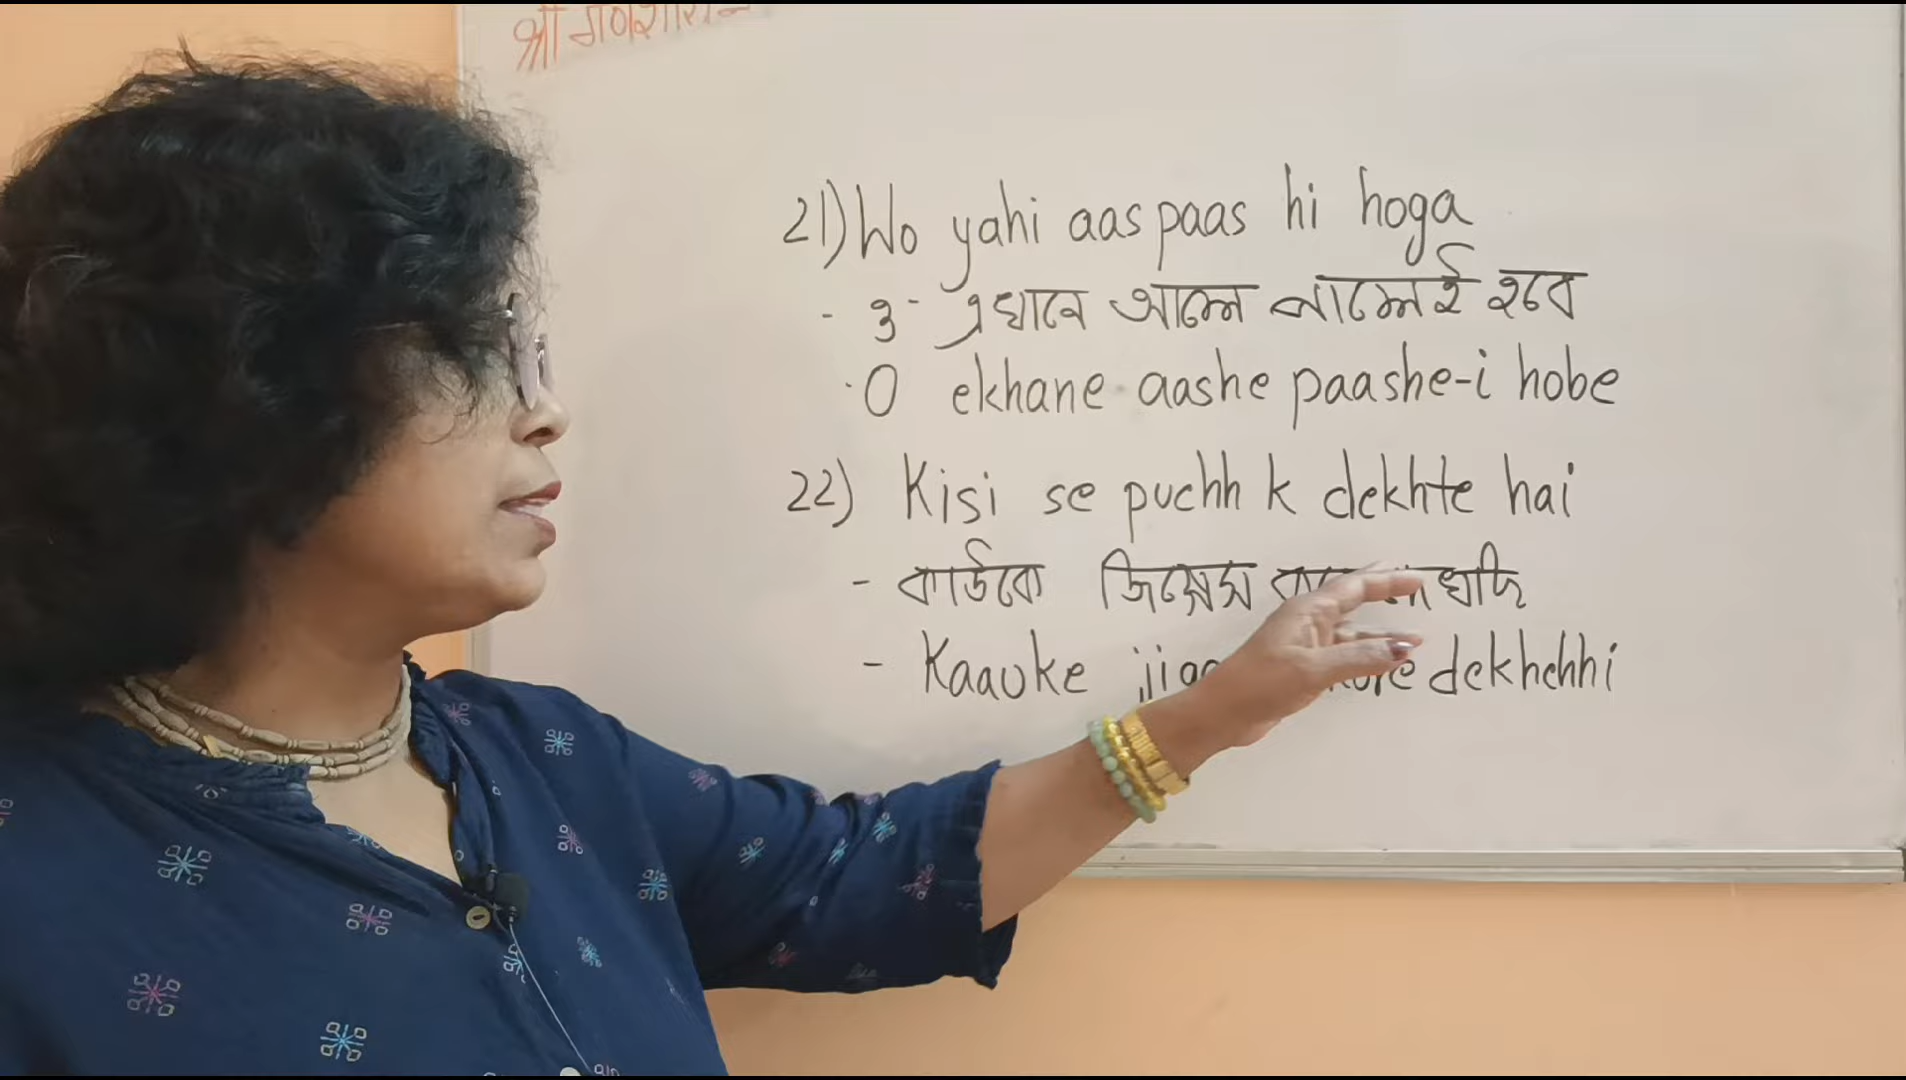 21) Wo yahi aas paas hi hoga
- ও - এখানে আশে পাশেই হবে
·O ekhane aashe paashe-i hobe
22) Kisi se puchh k dekhte hai
- কাউকে জিজ্ঞেস
- Kaauke dekhchhi